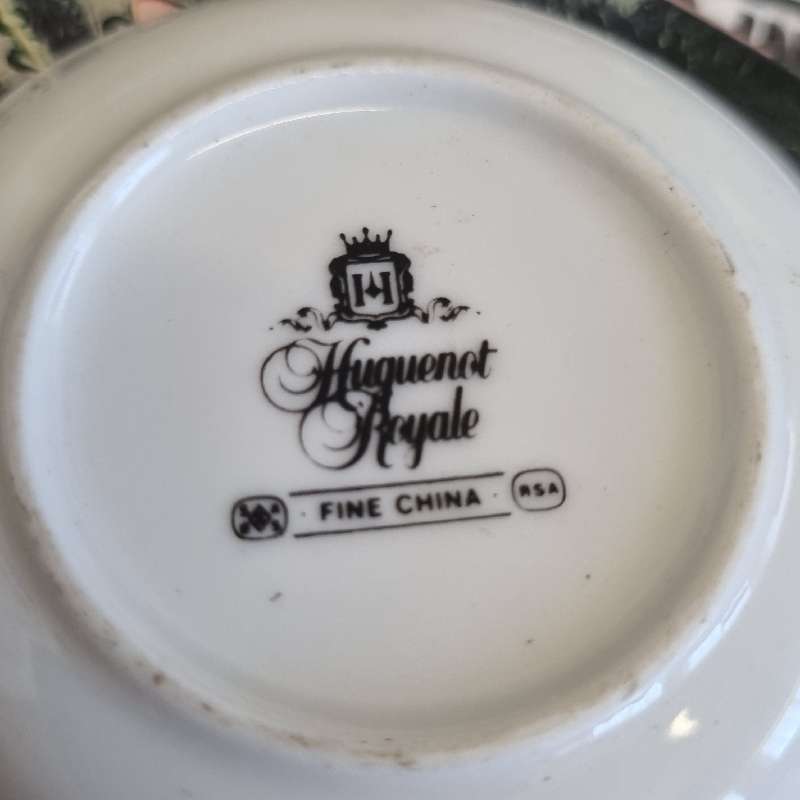 H
Huguenot
Royale
· FINE CHINA ·
RSA